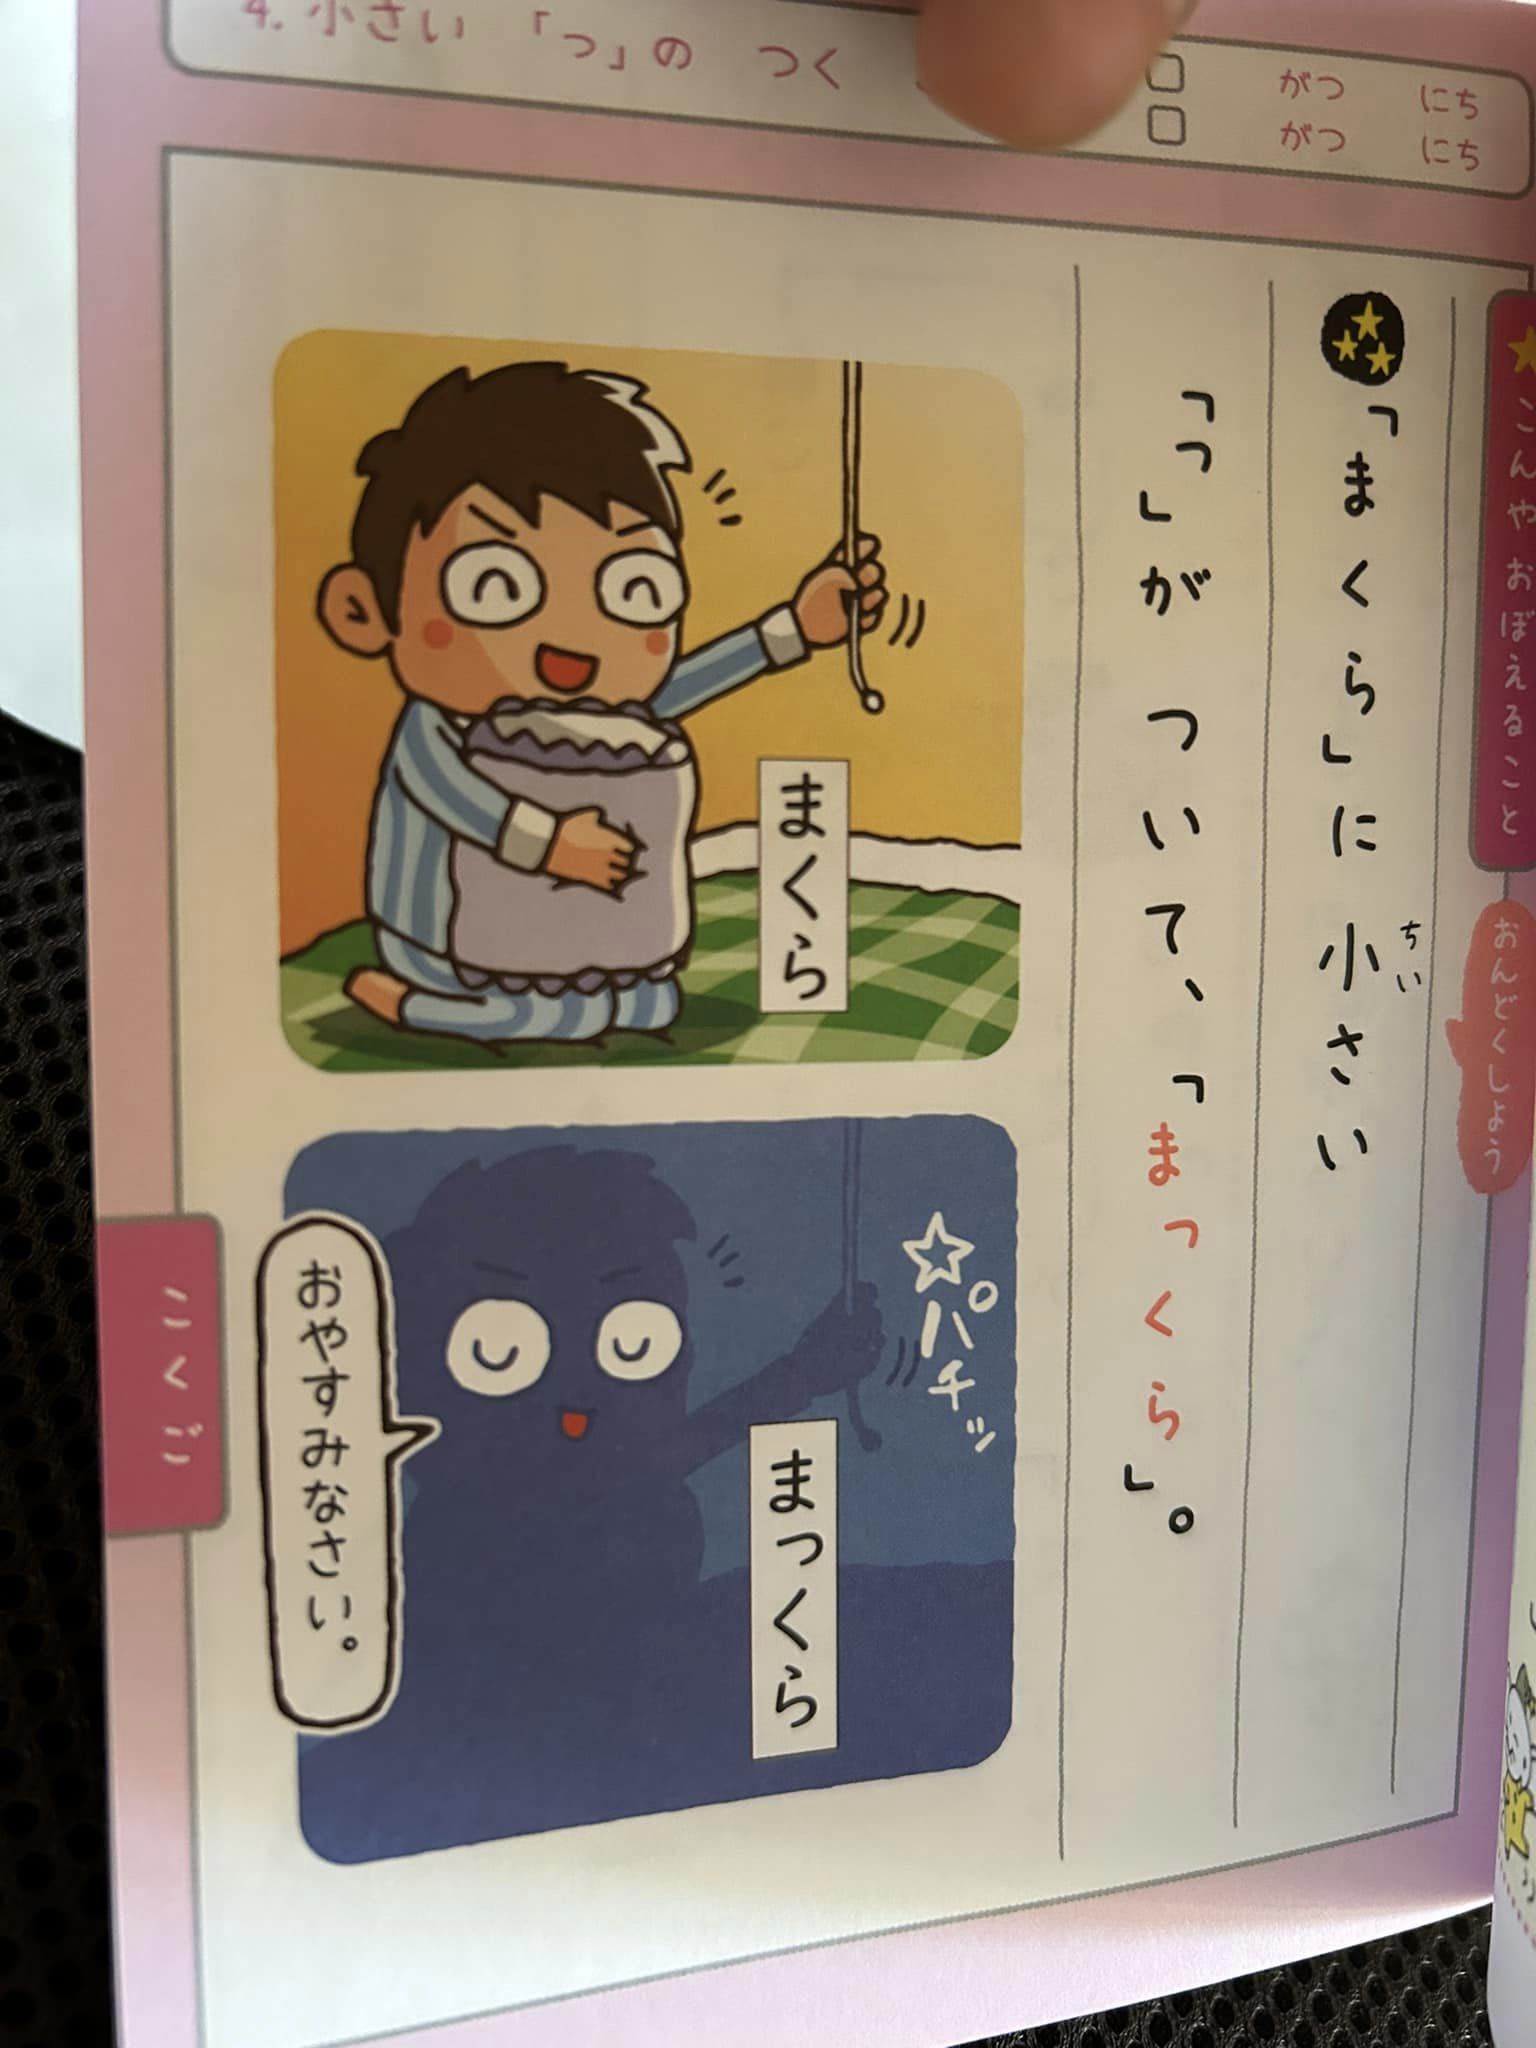 4. 小さい 「っ」の つく
がつ にち
がつ にち
★こんや おぼえること
おんどくしよう
「まくら」に 小さい
ちい
「っ」が ついて、「まっくら」。
まくら
☆パチッ
まっくら
おやすみなさい。
こくご